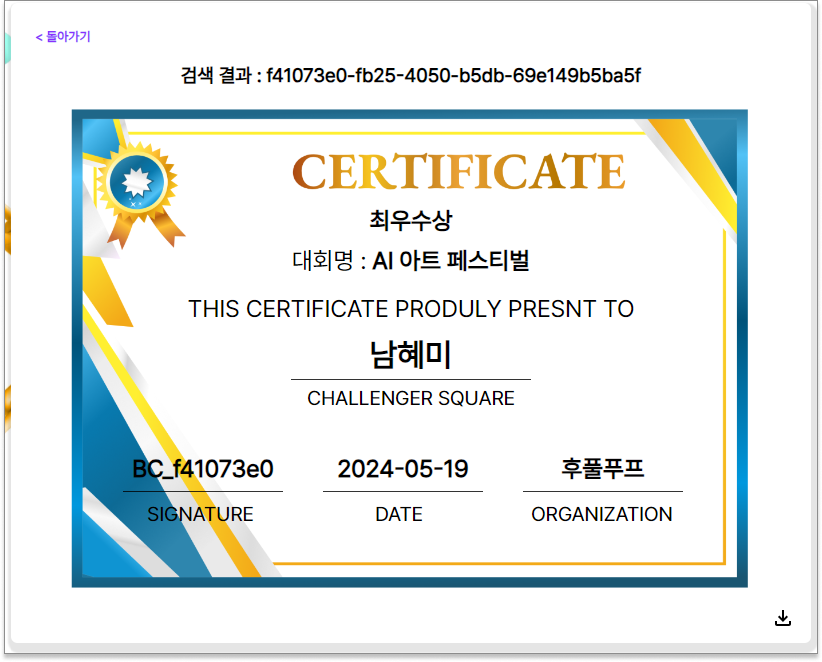 < 돌아가기
검색 결과 : f41073e0-fb25-4050-b5db-69e149b5ba5f
CERTIFICATE
최우수상
대회명 : AI 아트 페스티벌
THIS CERTIFICATE PRODULY PRESNT TO
남혜미
CHALLENGER SQUARE
BC_f41073e0 2024-05-19 후풀푸프
SIGNATURE DATE ORGANIZATION